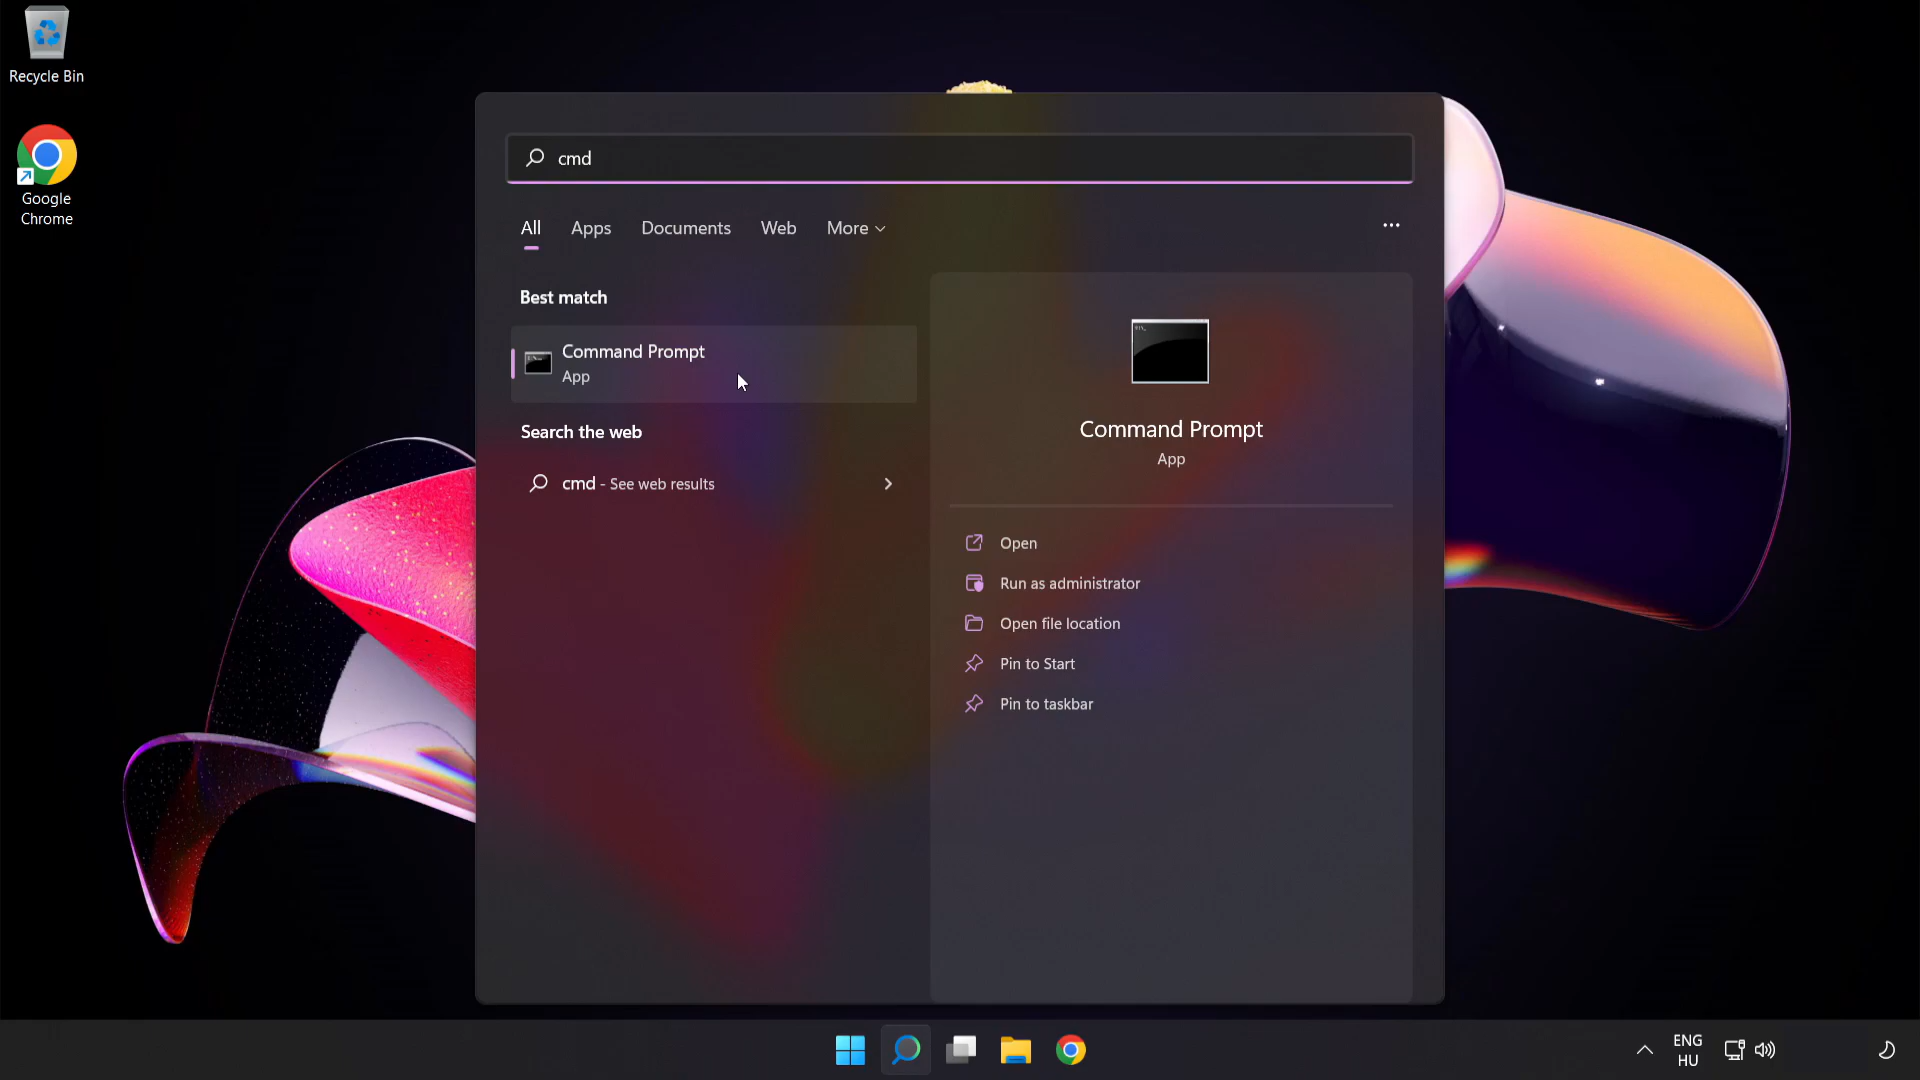 Recycle Bin
Google
Chrome
cmd
All Apps Documents Web More
Best match
Command Prompt
App
Search the web
cmd - See web results
Command Prompt
App
Open
Run as administrator
Open file location
Pin to Start
Pin to taskbar
ENG
HU